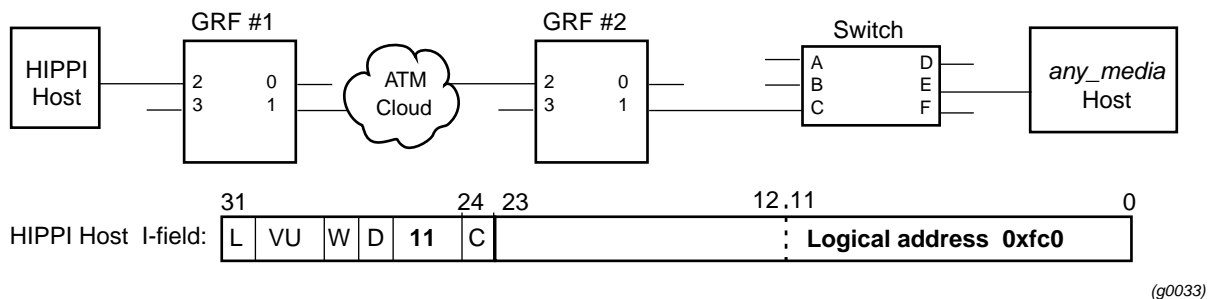 GRF #1
GRF #2
Switch
HIPPI
Host
2
3
0
1
ATM
Cloud
2
3
0
1
A
B
C
D
E
F
any_media
Host
31
24
23
12
11
0
HIPPI Host I-field:
L
VU
W
D
11
C
Logical address 0xfc0
(g0033)